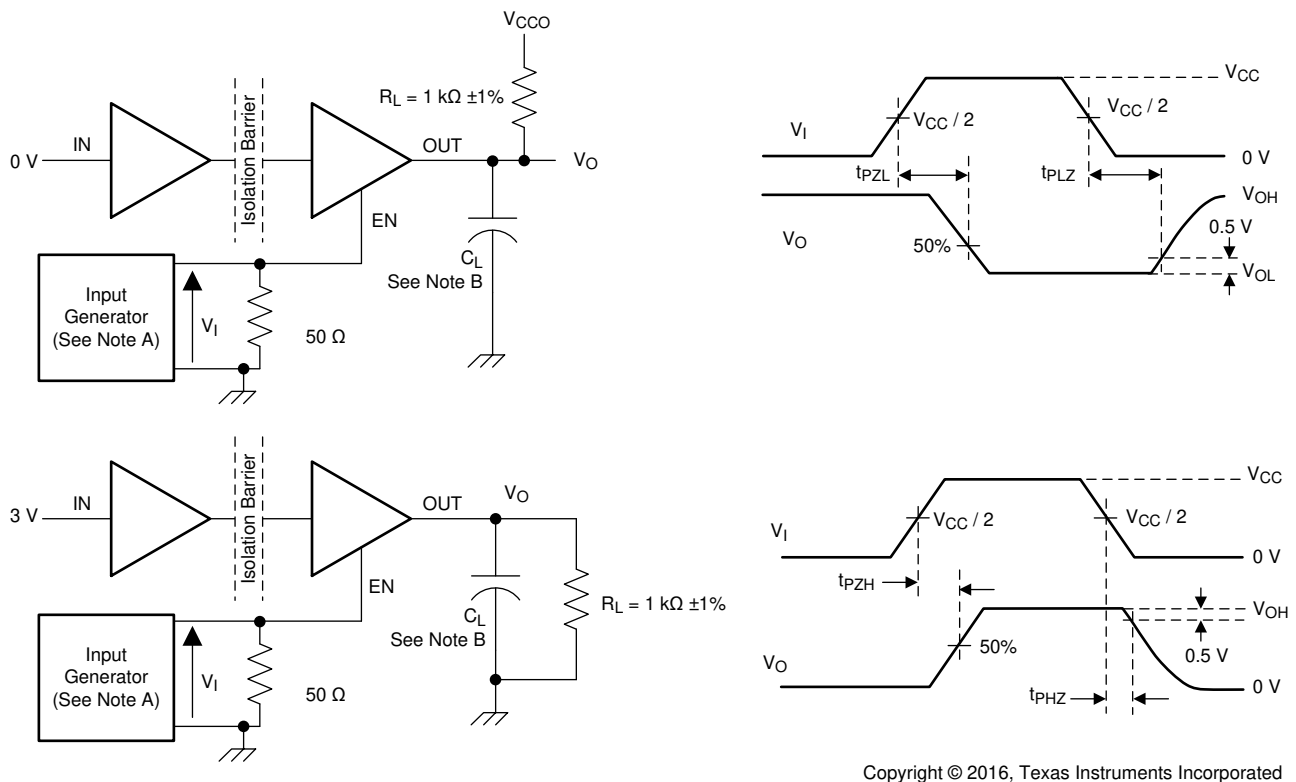 VCCO
RL = 1 kΩ ±1%
IN
OUT
0 V
VO
Isolation Barrier
EN
CL
See Note B
Input
Generator
(See Note A)
VI
50 Ω
VCC
VCC / 2
VCC / 2
VI
0 V
tPZL
tPLZ
VOH
0.5 V
VO
50%
VOL
IN
OUT
VO
3 V
Isolation Barrier
EN
RL = 1 kΩ ±1%
CL
See Note B
Input
Generator
(See Note A)
VI
50 Ω
VCC
VI
VCC / 2
VCC / 2
0 V
tPZH
VOH
50%
0.5 V
VO
0 V
tPHZ
Copyright © 2016, Texas Instruments Incorporated